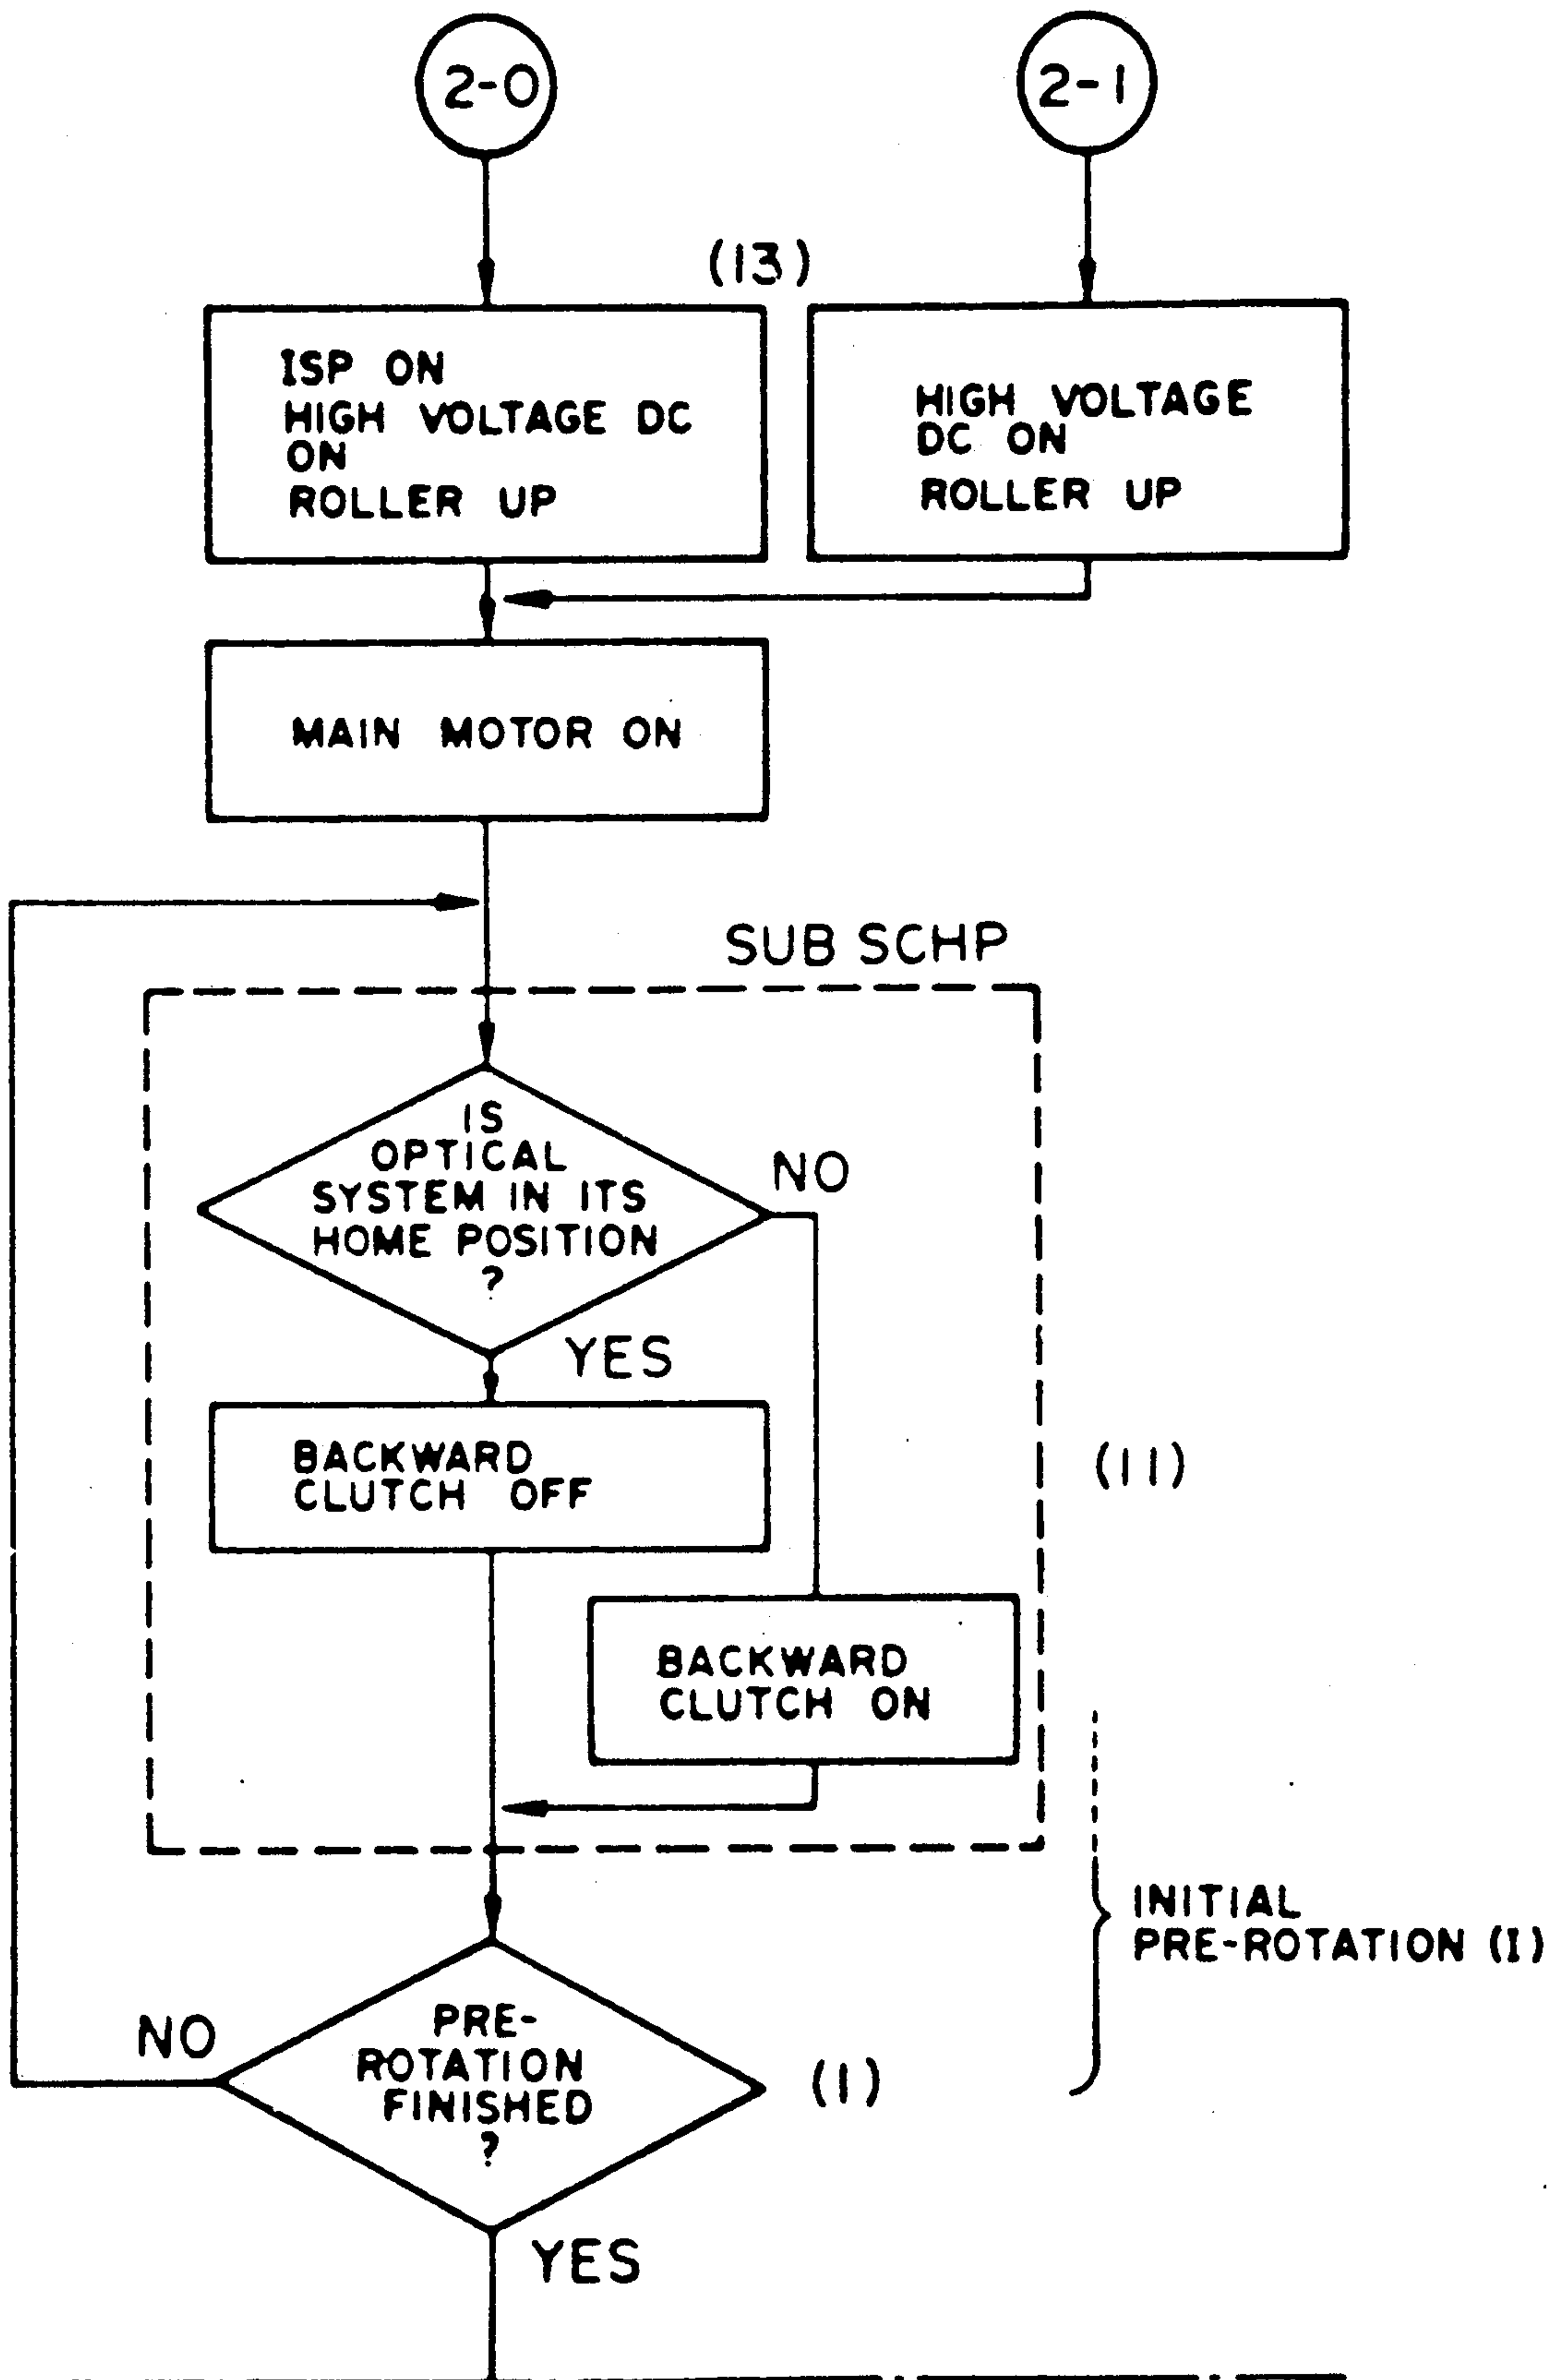 2-0
2-1
(13)
ISP ON
HIGH VOLTAGE DC
ON
ROLLER UP
HIGH VOLTAGE
DC ON
ROLLER UP
MAIN MOTOR ON
SUB SCHP
IS
OPTICAL
SYSTEM IN ITS
HOME POSITION
?
NO
YES
BACKWARD
CLUTCH OFF
(11)
BACKWARD
CLUTCH ON
INITIAL
PRE-ROTATION (I)
NO
PRE-
ROTATION
FINISHED
?
(1)
YES